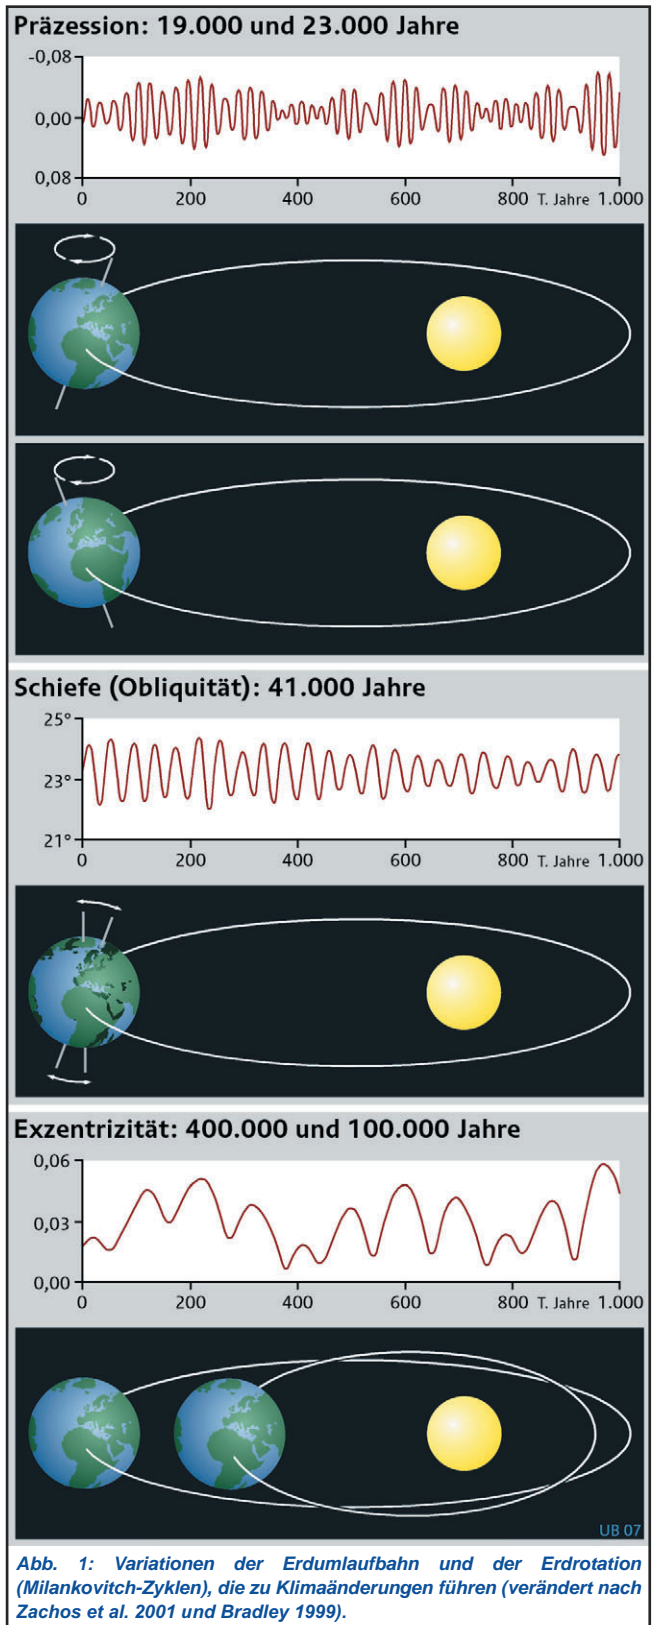 Präzession: 19.000 und 23.000 Jahre
-0,08
0,00
0,08
0 200 400 600 800 T. Jahre 1.000
Schiefe (Obliquität): 41.000 Jahre
25°
23°
21°
0 200 400 600 800 T. Jahre 1.000
Exzentrizität: 400.000 und 100.000 Jahre
0,06
0,03
0,00
0 200 400 600 800 T. Jahre 1.000
UB 07
Abb. 1: Variationen der Erdumlaufbahn und der Erdrotation
(Milankovitch-Zyklen), die zu Klimaänderungen führen (verändert nach
Zachos et al. 2001 und Bradley 1999).